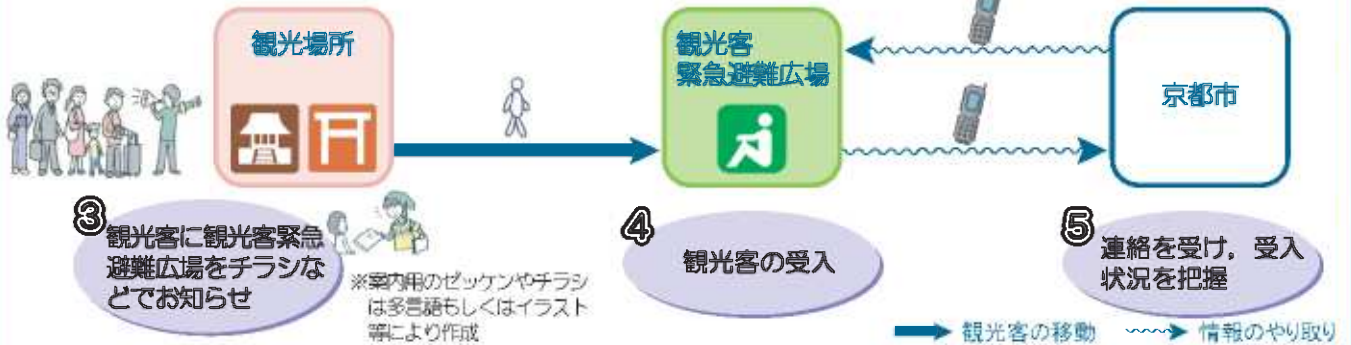 観光場所
観光客
緊急避難広場
京都市
③
観光客に観光客緊急
避難広場をチラシな
どでお知らせ
※案内用のゼッケンやチラシ
は多言語もしくはイラスト
等により作成
④
観光客の受入
⑤
連絡を受け，受入
状況を把握
観光客の移動
情報のやり取り